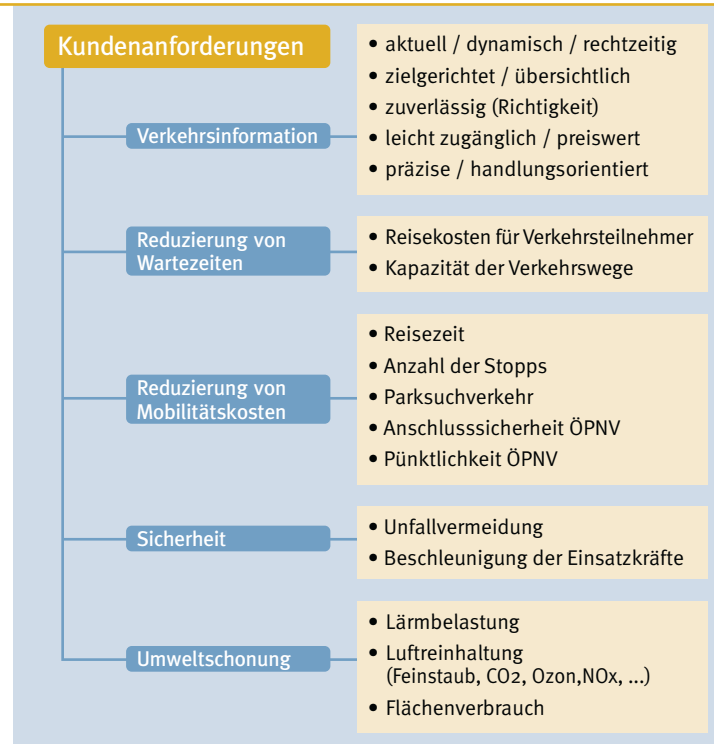 Kundenanforderungen
Verkehrsinformation
• aktuell / dynamisch / rechtzeitig
• zielgerichtet / übersichtlich
• zuverlässig (Richtigkeit)
• leicht zugänglich / preiswert
• präzise / handlungsorientiert
Reduzierung von
Wartezeiten
• Reisekosten für Verkehrsteilnehmer
• Kapazität der Verkehrswege
Reduzierung von
Mobilitätskosten
• Reisezeit
• Anzahl der Stopps
• Parksuchverkehr
• Anschlusssicherheit ÖPNV
• Pünktlichkeit ÖPNV
Sicherheit
• Unfallvermeidung
• Beschleunigung der Einsatzkräfte
Umweltschonung
• Lärmbelastung
• Luftreinhaltung
(Feinstaub, CO2, Ozon,NOx, ...)
• Flächenverbrauch